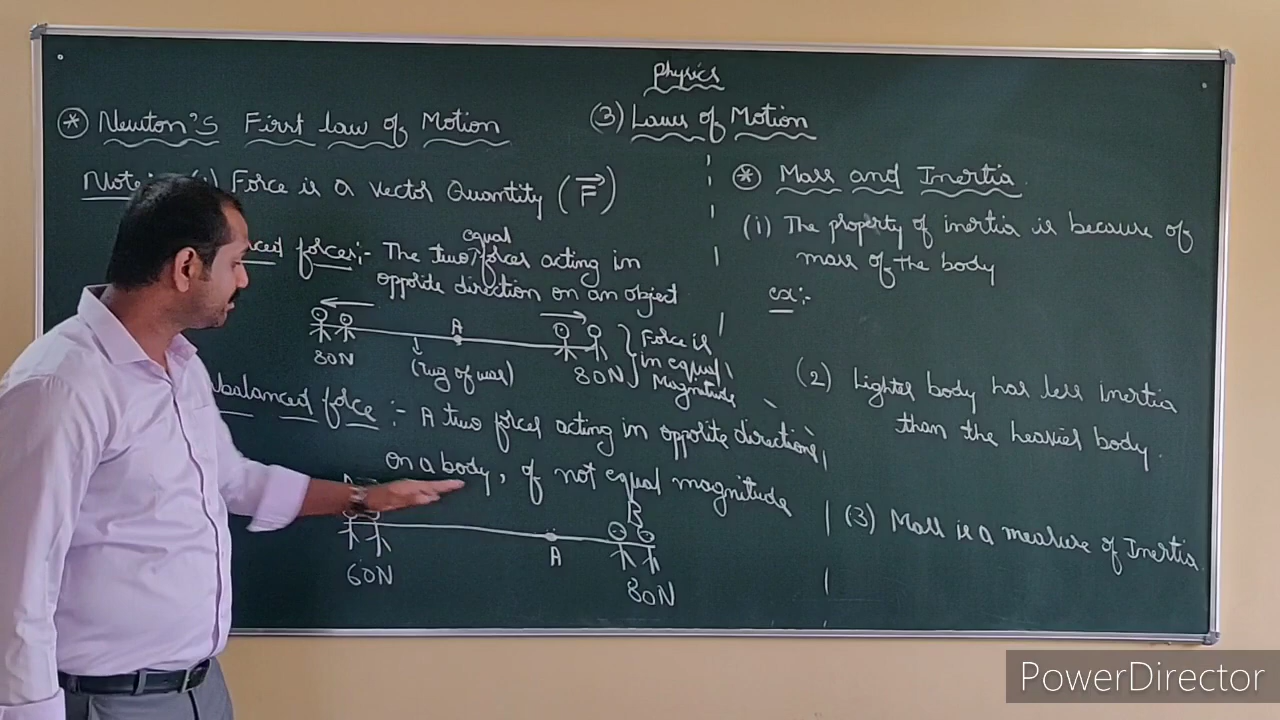 Physics
(3) Laws of Motion
* Newton's First law of Motion
Note:- (1) Force is a vector Quantity (F)
forces:- The two equal forces acting in
opposite direction on an object
A
80N
(tug of war)
80N
Force is
in equal
Magnitude
force :- A two forces acting in opposite directions,
on a body, of not equal magnitude
B
A
60N
80N
* Mass and Inertia
(i) The property of inertia is because of
mass of the body
ex:-
(2) Lighter body has less inertia
than the heavier body.
(3) Mass is a measure of Inertia.
PowerDirector